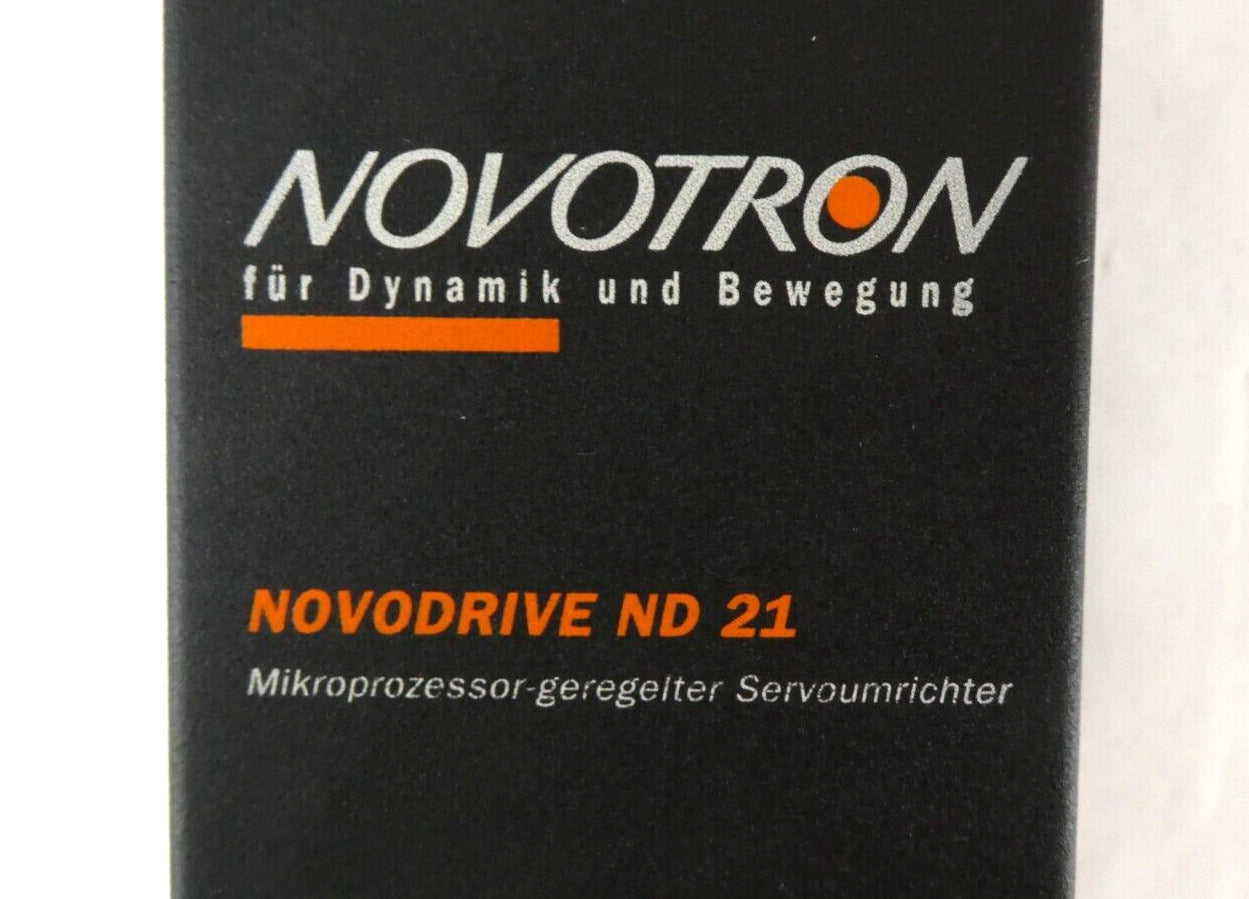 NOVOTRON
für Dynamik und Bewegung
NOVODRIVE ND 21
Mikroprozessor-geregelter Servoumrichter